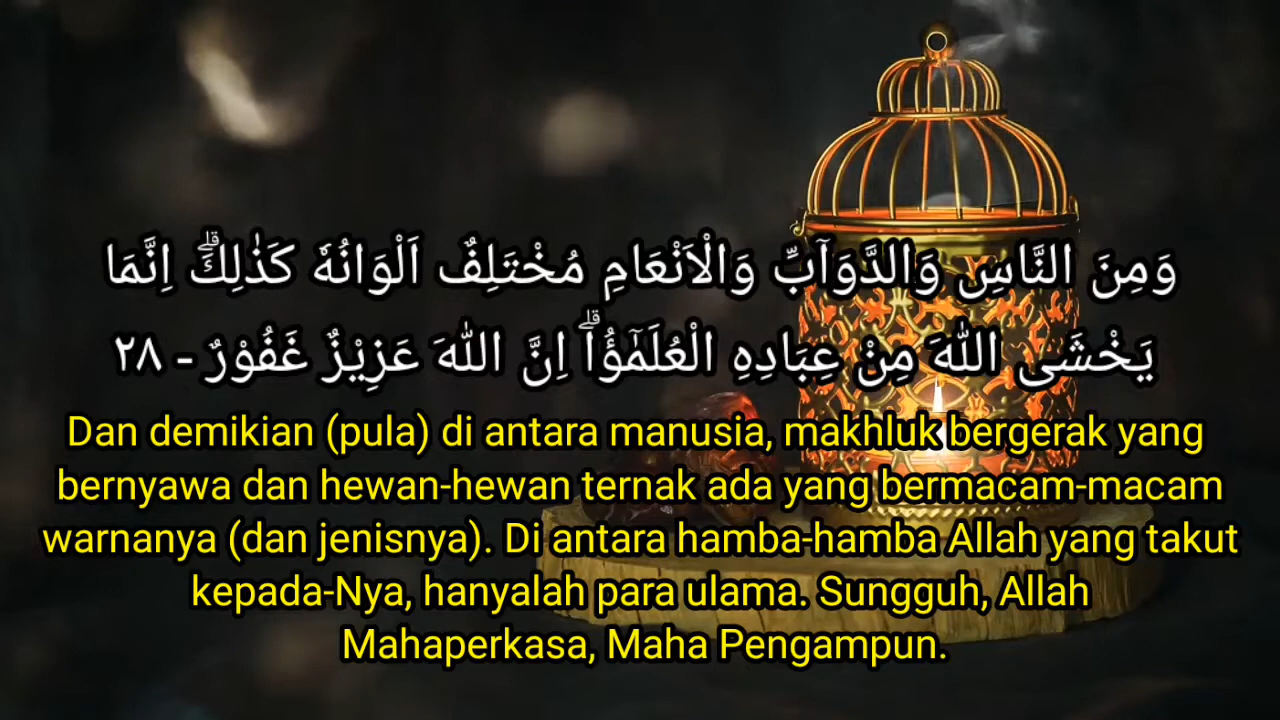 وَمِنَ النَّاسِ وَالدَّوَاۤبِّ وَالْاَنْعَامِ مُخْتَلِفٌ اَلْوَانُهٗ كَذٰلِكَۗ اِنَّمَا
يَخْشَى اللّٰهَ مِنْ عِبَادِهِ الْعُلَمٰۤؤُاۗ اِنَّ اللّٰهَ عَزِيْزٌ غَفُوْرٌ - ٢٨
Dan demikian (pula) di antara manusia, makhluk bergerak yang
bernyawa dan hewan-hewan ternak ada yang bermacam-macam
warnanya (dan jenisnya). Di antara hamba-hamba Allah yang takut
kepada-Nya, hanyalah para ulama. Sungguh, Allah
Mahaperkasa, Maha Pengampun.